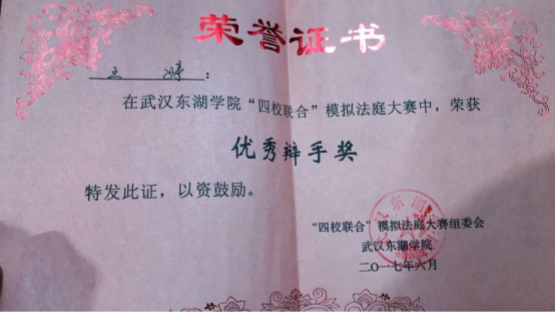 荣誉证书
王 婷：
在武汉东湖学院“四校联合”模拟法庭大赛中，荣获
优秀辩手奖
特发此证，以资鼓励。
“四校联合”模拟法庭大赛组委会
武汉东湖学院
二〇一七年六月